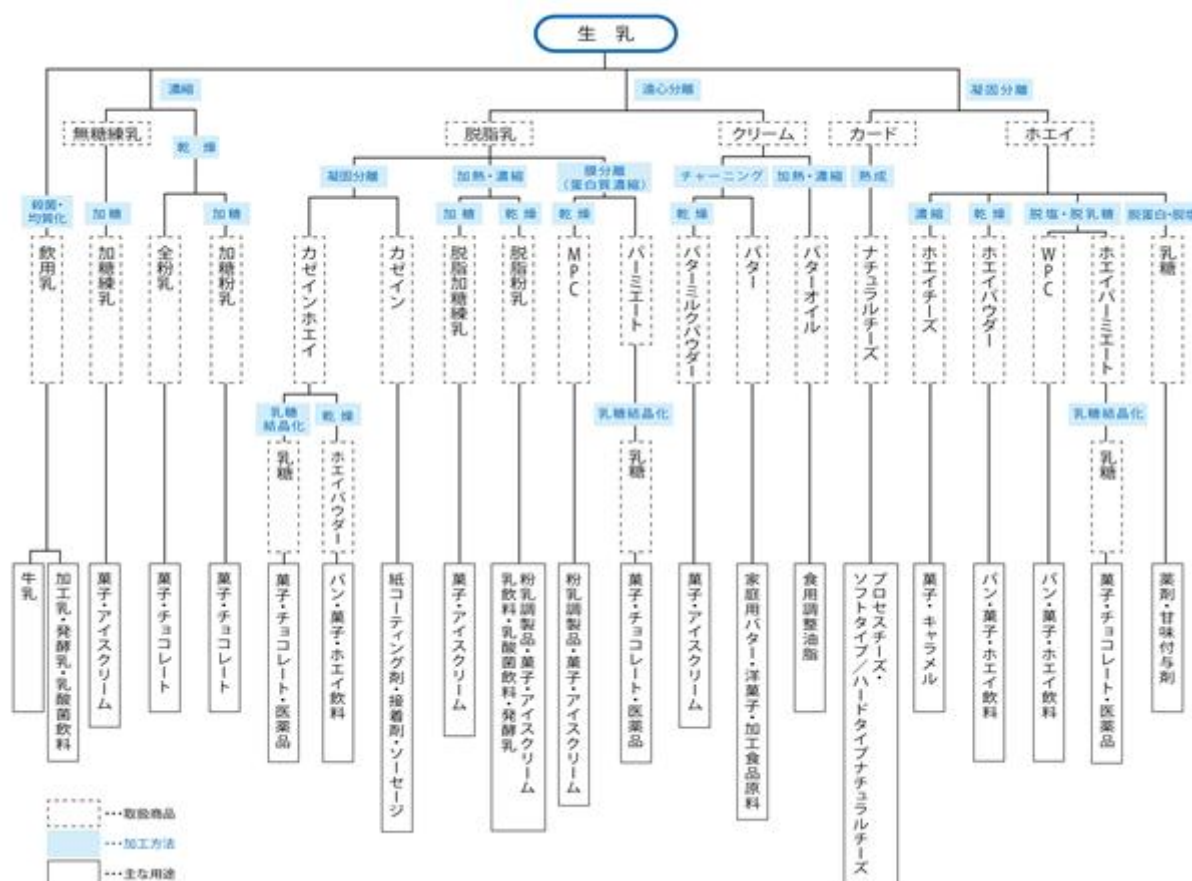 生 乳
濃縮
遠心分離
凝固分離
無糖練乳
脱脂乳
クリーム
カード
ホエイ
乾 燥
凝固分離
加熱・濃縮
膜分離
(蛋白質濃縮)
チャーニング
加熱・濃縮
熟成
殺菌・
均質化
加糖
加糖
加糖
乾燥
乾燥
乾燥
濃縮
乾燥
脱塩・脱乳糖
脱蛋白・脱塩
飲用乳
加糖練乳
全粉乳
加糖粉乳
カゼインホエイ
カゼイン
脱脂加糖練乳
脱脂粉乳
MPC
パーミエート
バターミルクパウダー
バター
バターオイル
ナチュラルチーズ
ホエイチーズ
ホエイパウダー
WPC
ホエイパーミエート
乳糖
乳糖
結晶化
乾燥
乳糖結晶化
乳糖結晶化
乳糖
ホエイパウダー
乳糖
乳糖
牛乳
加工乳・発酵乳・乳酸菌飲料
菓子・アイスクリーム
菓子・チョコレート
菓子・チョコレート
菓子・チョコレート・医薬品
パン・菓子・ホエイ飲料
紙コーティング剤・接着剤・ソーセージ
菓子・アイスクリーム
粉乳調製品・菓子・アイスクリーム
乳飲料・乳酸菌飲料・発酵乳
粉乳調製品・菓子・アイスクリーム
菓子・チョコレート・医薬品
菓子・アイスクリーム
家庭用バター・洋菓子・加工食品原料
食用調整油脂
プロセスチーズ・
ソフトタイプ/ハードタイプナチュラルチーズ
菓子・キャラメル
パン・菓子・ホエイ飲料
パン・菓子・ホエイ飲料
菓子・チョコレート・医薬品
薬剤・甘味付与剤
…取扱商品
…加工方法
…主な用途